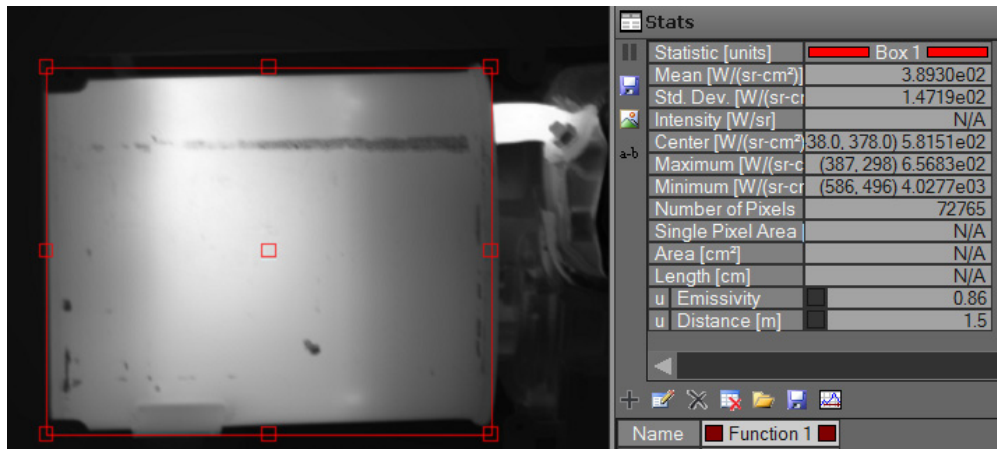 Stats
Statistic [units] Box 1
Mean [W/(sr-cm²)] 3.8930e02
Std. Dev. [W/(sr-cr 1.4719e02
Intensity [W/sr] N/A
Center [W/(sr-cm²) 38.0, 378.0) 5.8151e02
Maximum [W/(sr-c (387, 298) 6.5683e02
Minimum [W/(sr-cr (586, 496) 4.0277e03
Number of Pixels 72765
Single Pixel Area N/A
Area [cm²] N/A
Length [cm] N/A
u Emissivity 0.86
u Distance [m] 1.5
a-b
Name Function 1